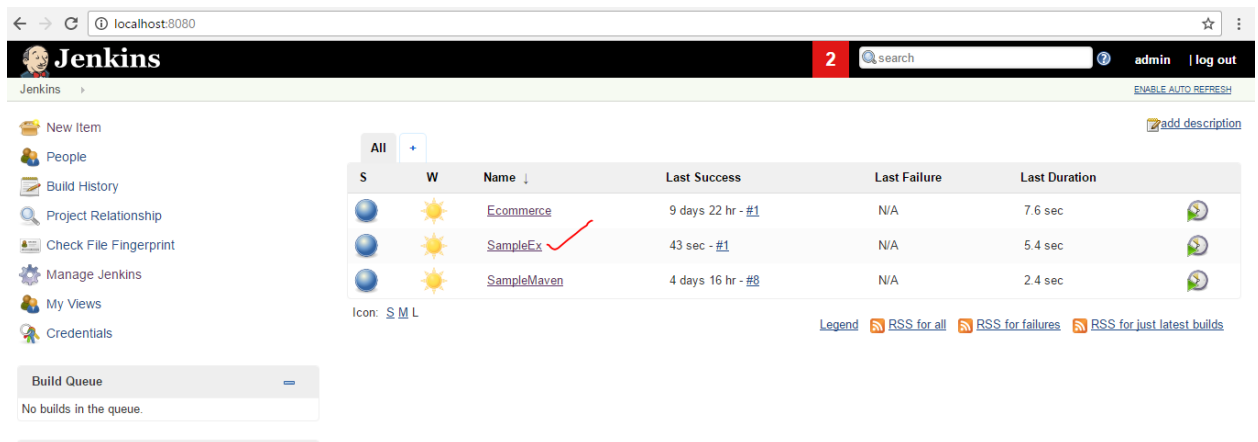 localhost:8080
Jenkins 2 search admin | log out
Jenkins ENABLE AUTO REFRESH
add description
New Item
People
Build History
Project Relationship
Check File Fingerprint
Manage Jenkins
My Views
Credentials
All +
S W Name ↓ Last Success Last Failure Last Duration
Ecommerce 9 days 22 hr - #1 N/A 7.6 sec
SampleEx 43 sec - #1 N/A 5.4 sec
SampleMaven 4 days 16 hr - #8 N/A 2.4 sec
Icon: S M L
Legend RSS for all RSS for failures RSS for just latest builds
Build Queue
No builds in the queue.